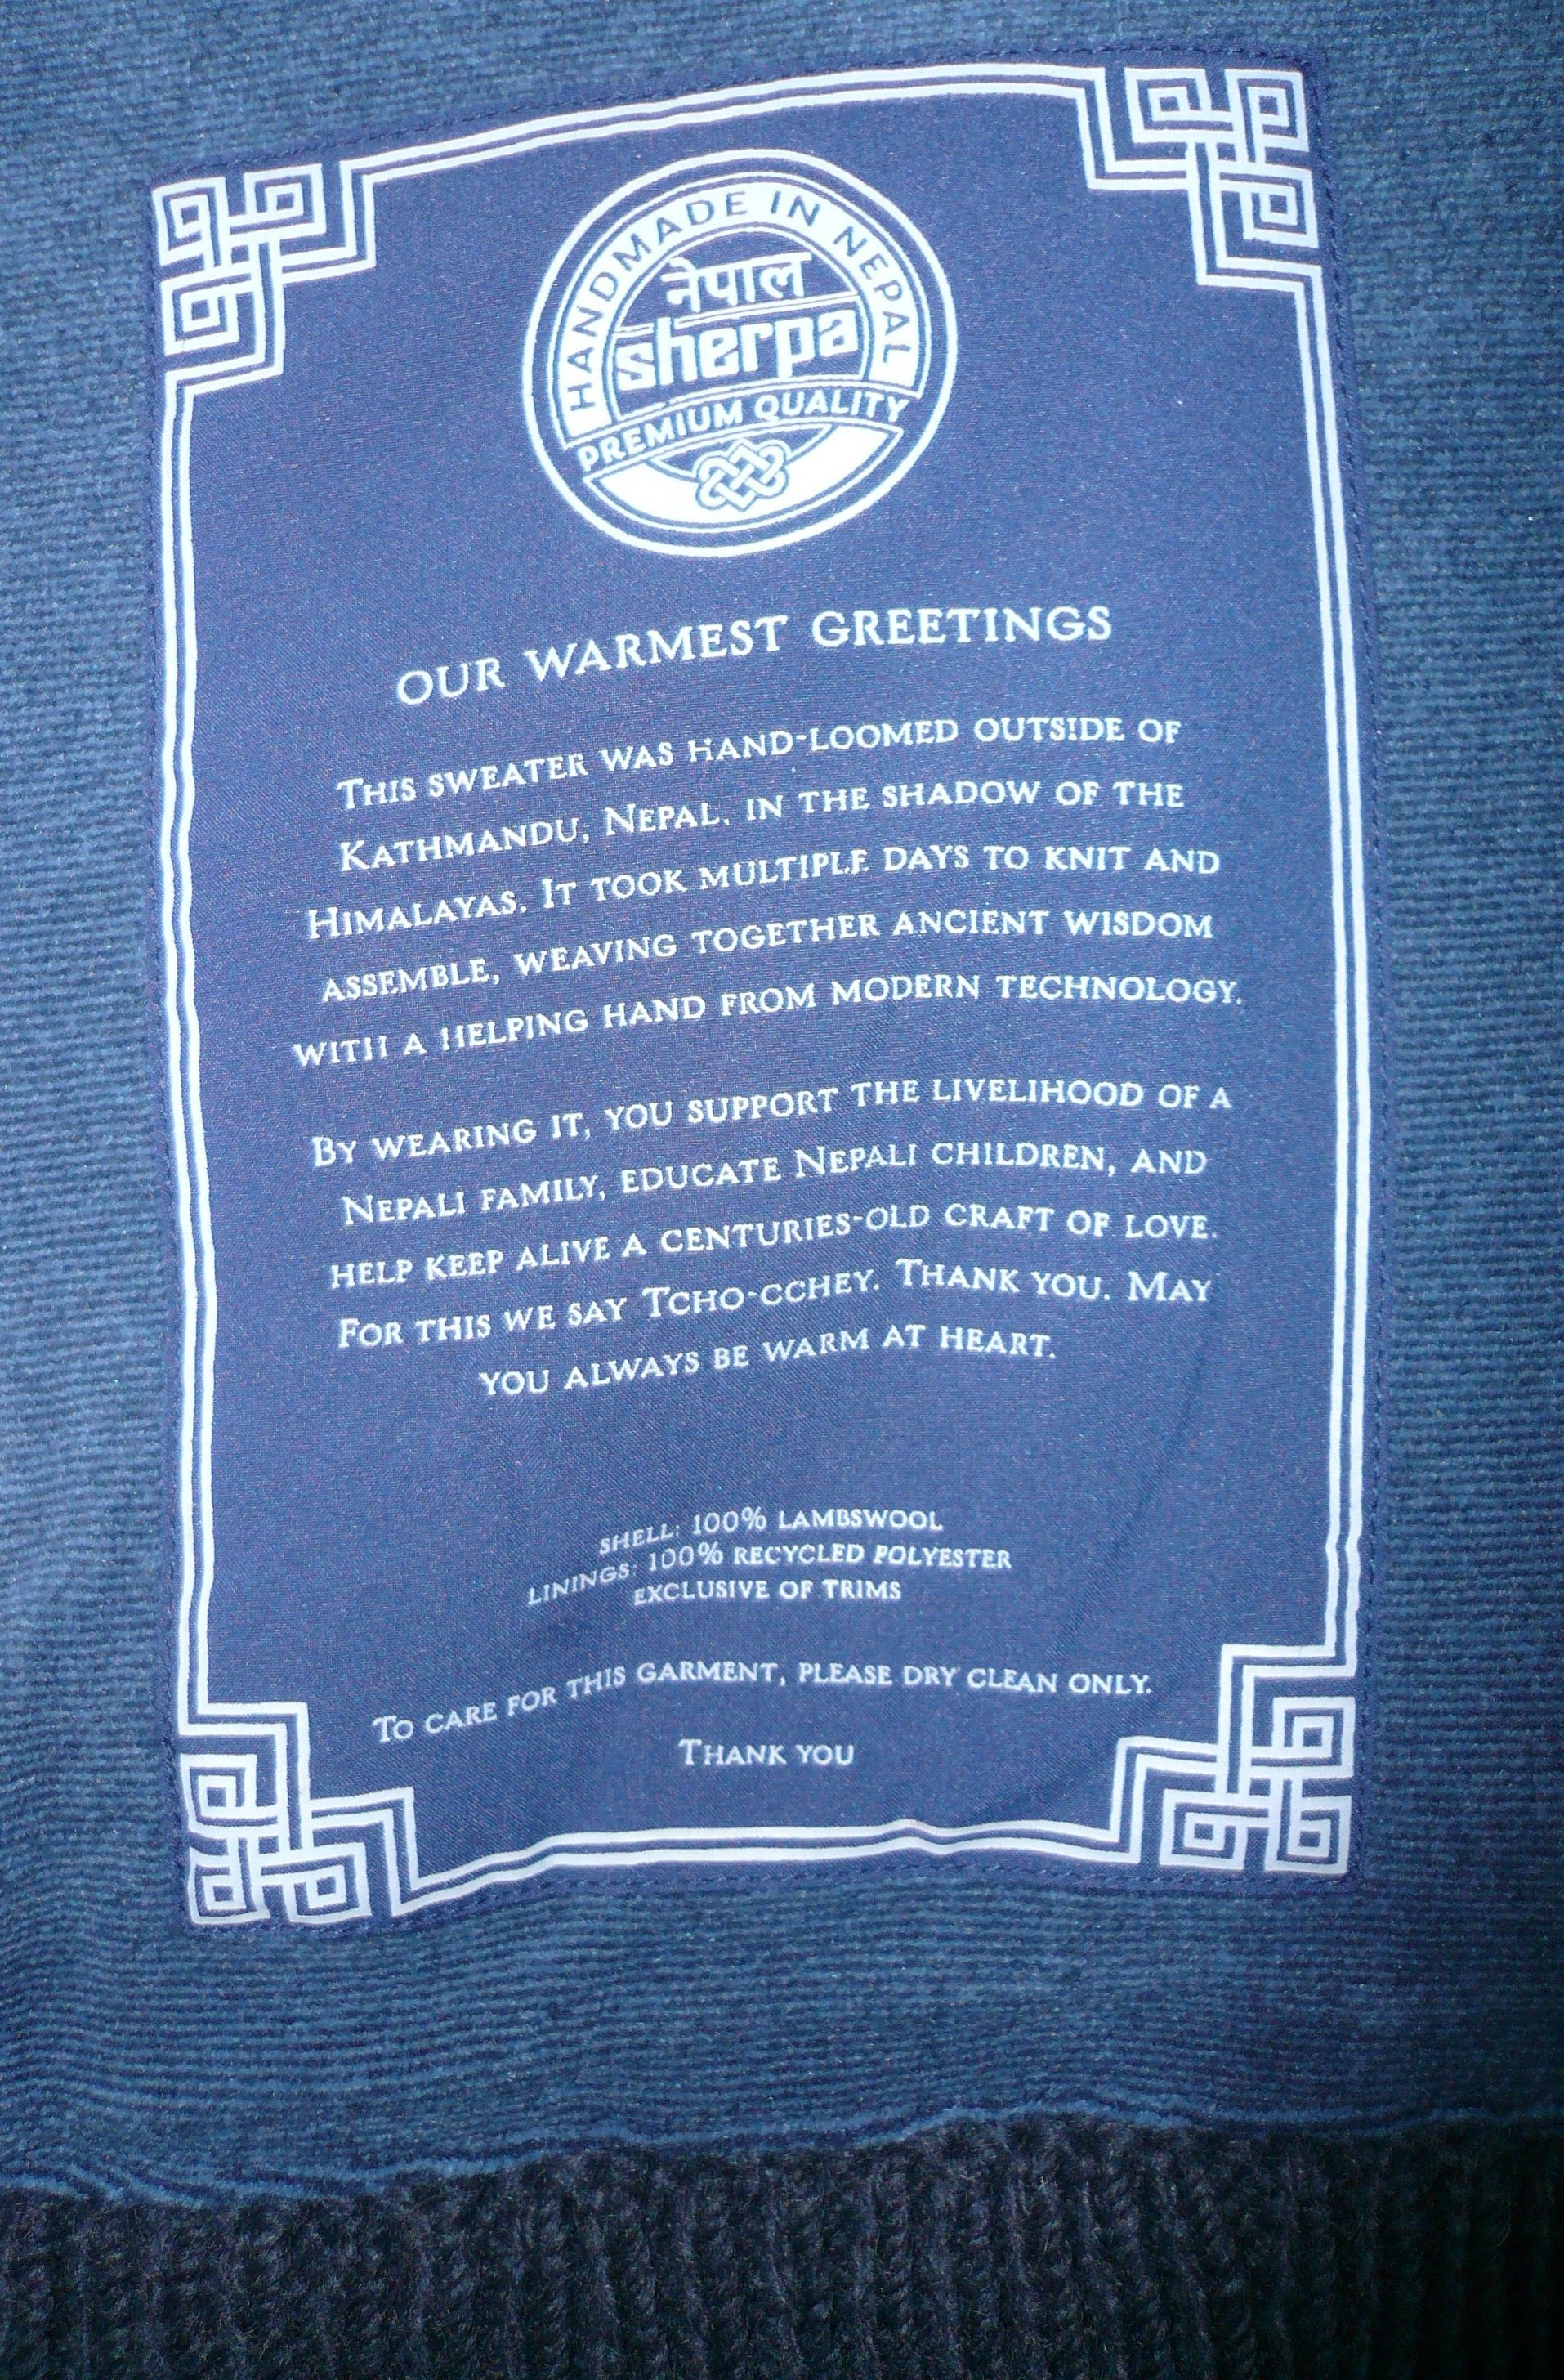 HANDMADE IN NEPAL
नेपाल
sherpa
PREMIUM QUALITY
OUR WARMEST GREETINGS
THIS SWEATER WAS HAND-LOOMED OUTSIDE OF
KATHMANDU, NEPAL, IN THE SHADOW OF THE
HIMALAYAS. IT TOOK MULTIPLE DAYS TO KNIT AND
ASSEMBLE, WEAVING TOGETHER ANCIENT WISDOM
WITH A HELPING HAND FROM MODERN TECHNOLOGY.
BY WEARING IT, YOU SUPPORT THE LIVELIHOOD OF A
NEPALI FAMILY, EDUCATE NEPALI CHILDREN, AND
HELP KEEP ALIVE A CENTURIES-OLD CRAFT OF LOVE.
FOR THIS WE SAY TCHO-CCHEY. THANK YOU. MAY
YOU ALWAYS BE WARM AT HEART.
SHELL: 100% LAMBSWOOL
LININGS: 100% RECYCLED POLYESTER
EXCLUSIVE OF TRIMS
TO CARE FOR THIS GARMENT, PLEASE DRY CLEAN ONLY.
THANK YOU